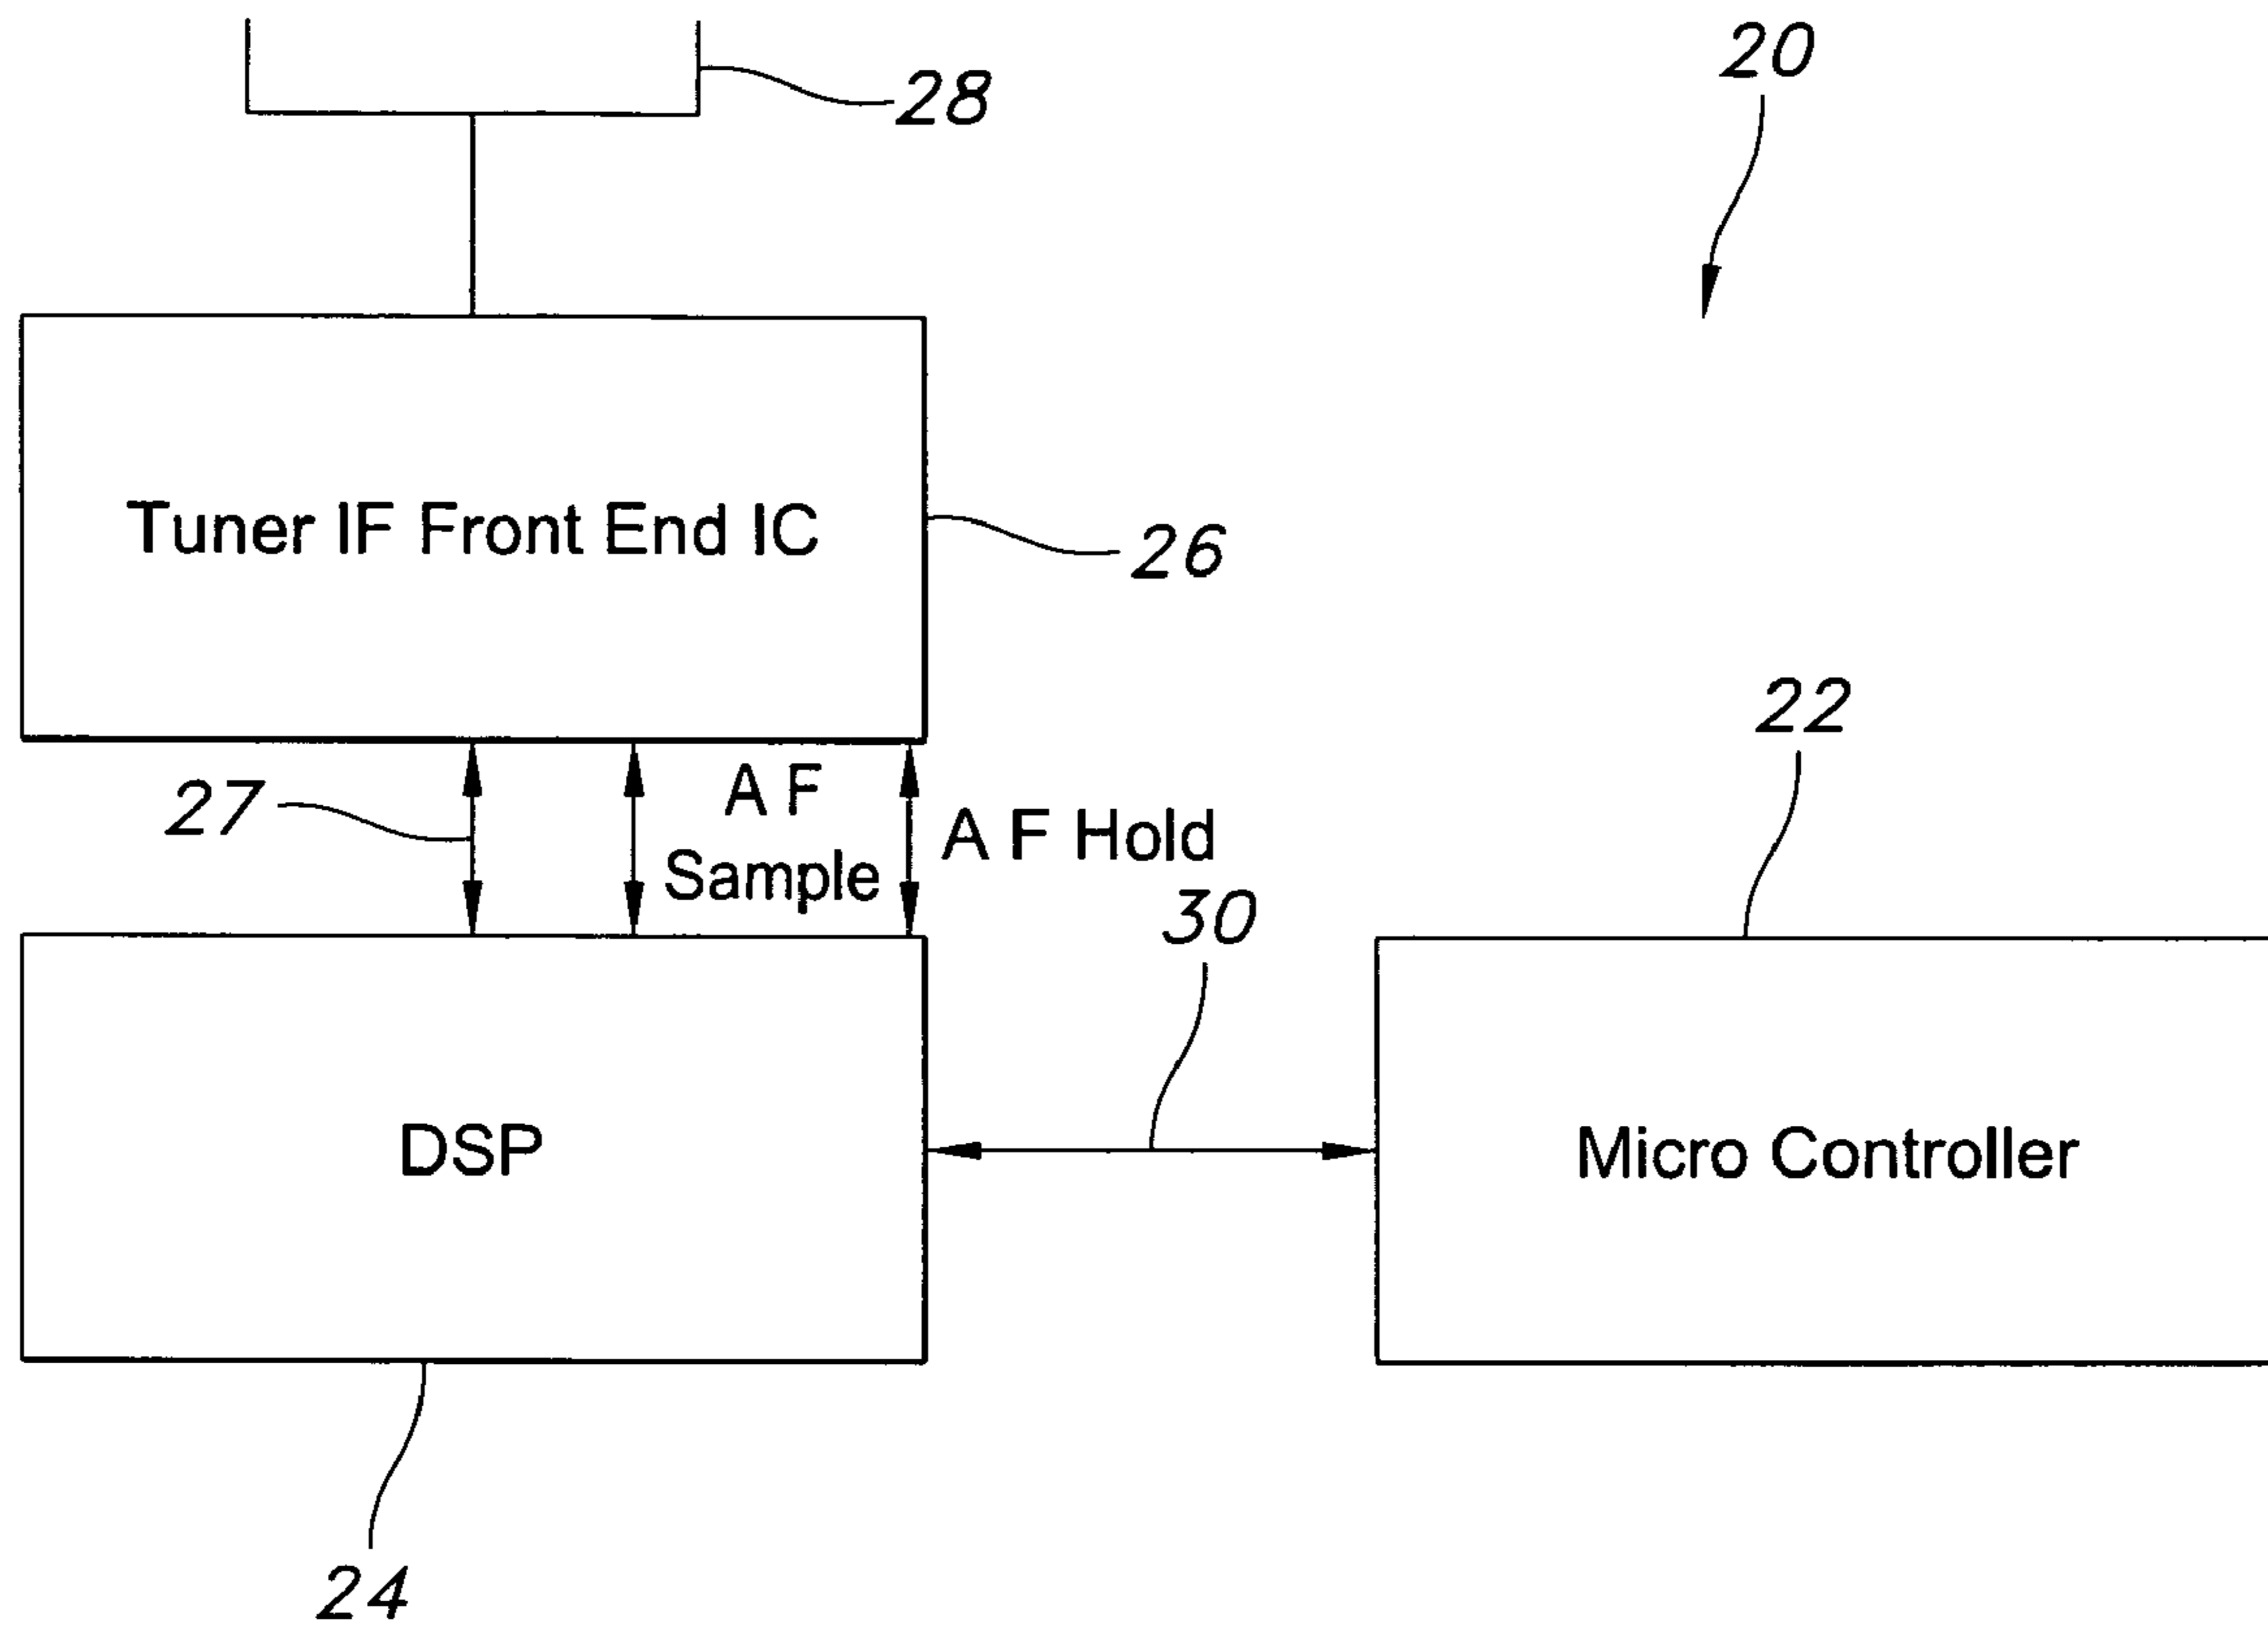 20
28
Tuner IF Front End IC
26
22
27
A F
Sample
A F Hold
30
DSP
Micro Controller
24